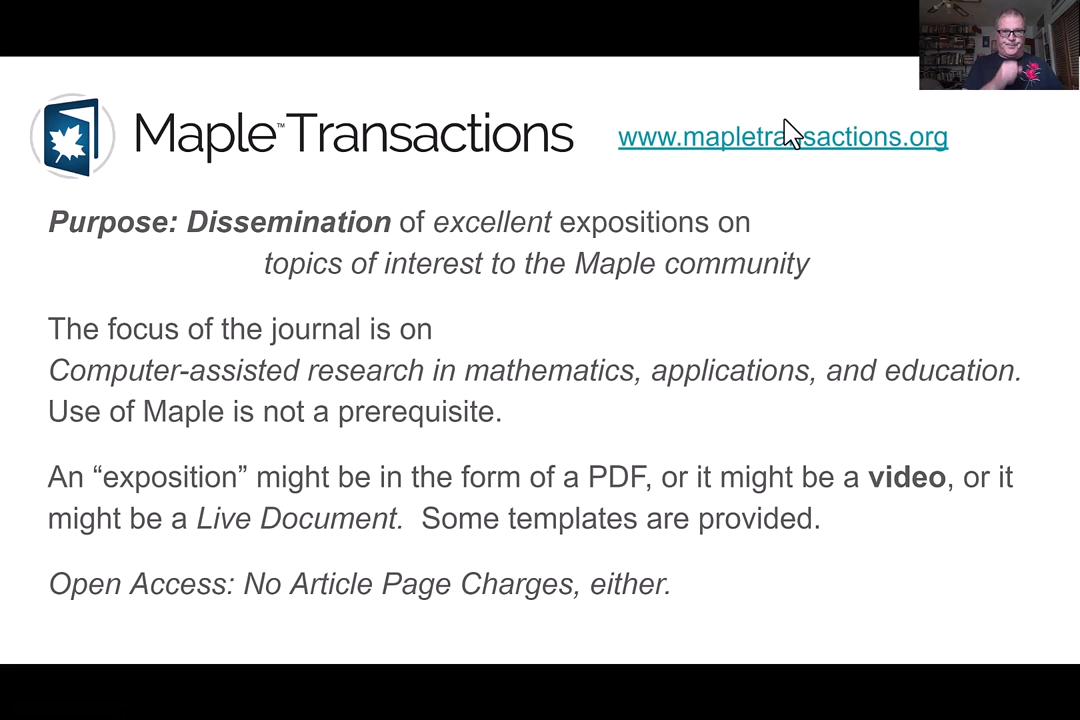 Maple™Transactions www.mapletransactions.org
Purpose: Dissemination of excellent expositions on
topics of interest to the Maple community
The focus of the journal is on
Computer-assisted research in mathematics, applications, and education.
Use of Maple is not a prerequisite.
An “exposition” might be in the form of a PDF, or it might be a video, or it
might be a Live Document. Some templates are provided.
Open Access: No Article Page Charges, either.